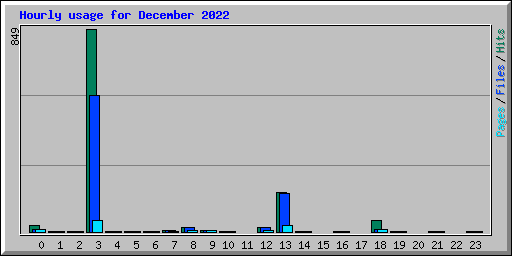 Hourly usage for December 2022
849
Pages/Files/Hits
0 1 2 3 4 5 6 7 8 9 10 11 12 13 14 15 16 17 18 19 20 21 22 23